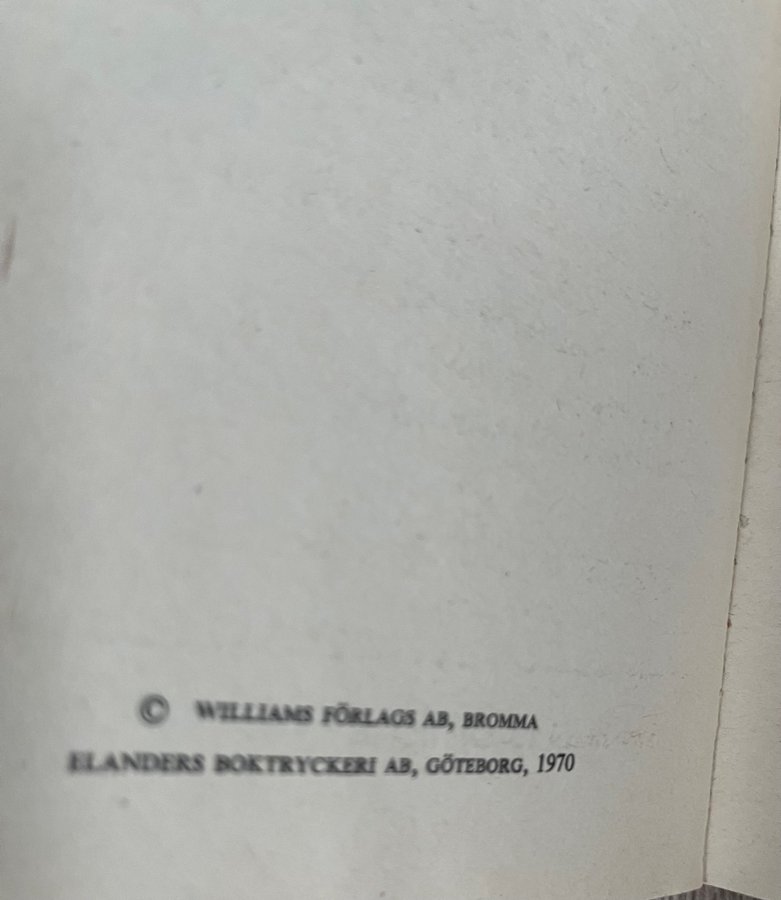 © WILLIAMS FÖRLAGS AB, BROMMA
ELANDERS BOKTRYCKERI AB, GÖTEBORG, 1970